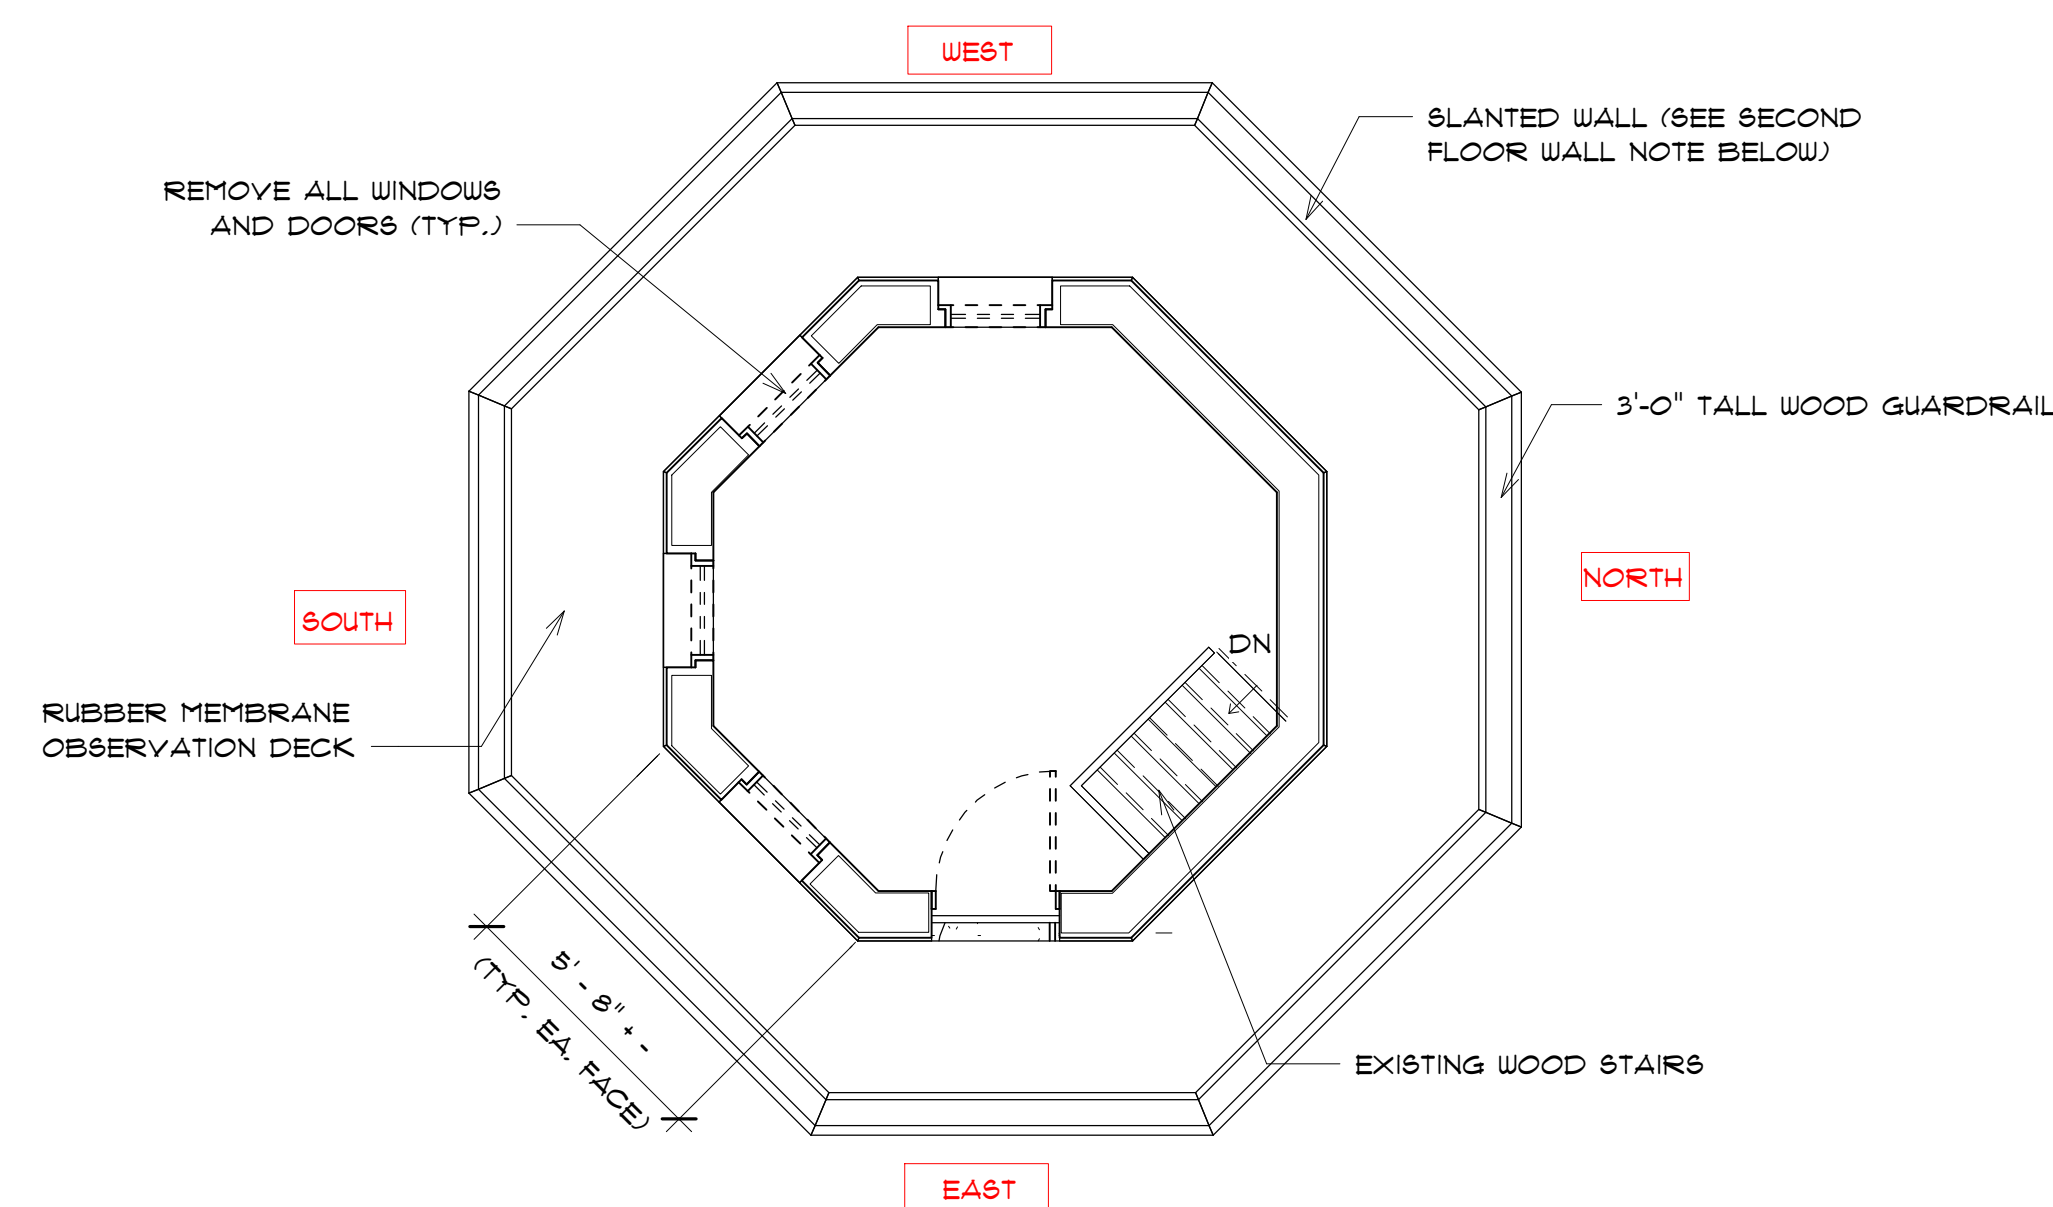 WEST
SLANTED WALL (SEE SECOND
FLOOR WALL NOTE BELOW)
REMOVE ALL WINDOWS
AND DOORS (TYP.)
3'-0" TALL WOOD GUARDRAIL
NORTH
SOUTH
DN
RUBBER MEMBRANE
OBSERVATION DECK
5' - 8" + -
(TYP. EA. FACE)
EXISTING WOOD STAIRS
EAST